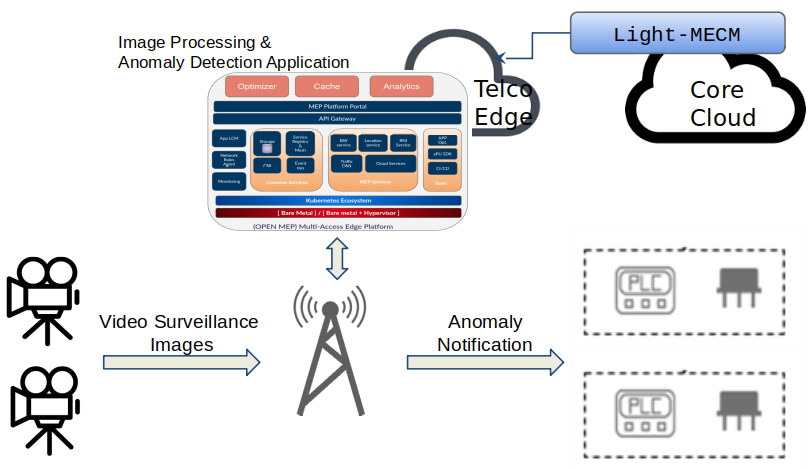 Light-MECM
Image Processing &
Anomaly Detection Application
Telco
Edge
Core
Cloud
Optimizer
Cache
Analytics
MEP Platform Portal
API Gateway
App LCM
Network
Rules
Agent
Monitoring
Storage
Service
Registry
&
Mesh
Event
Common Services
BW
service
Location
service
RNI
Service
Traffic
DNS
Cloud Services
MEP Services
APP
xPU SDK
CI/CD
Tools
Kubernetes Ecosystem
[ Bare Metal ] / [ Bare metal + Hypervisor ]
(OPEN MEP) Multi-Access Edge Platform
Video Surveillance
Images
Anomaly
Notification
PLC
PLC